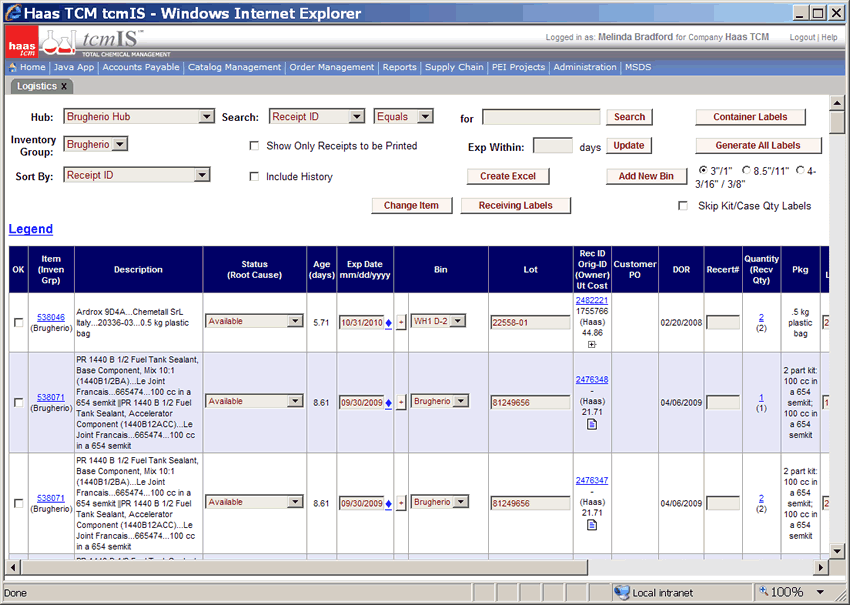 Haas TCM tcmIS - Windows Internet Explorer
haas tcm
tcmIS™
TOTAL CHEMICAL MANAGEMENT
Logged in as: Melinda Bradford for Company Haas TCM
Logout | Help
Home | Java App | Accounts Payable | Catalog Management | Order Management | Reports | Supply Chain | PEI Projects | Administration | MSDS
Logistics X
Hub: Brugherio Hub Search: Receipt ID Equals for Search Container Labels
Inventory Group: Brugherio Show Only Receipts to be Printed Exp Within: days Update Generate All Labels
Sort By: Receipt ID Include History Create Excel Add New Bin 3"/1" 8.5"/11" 4-
3/16" / 3/8"
Change Item Receiving Labels Skip Kit/Case Qty Labels
Legend
OK
Item
(Inven
Grp)
Description
Status
(Root Cause)
Age
(days)
Exp Date
mm/dd/yyyy
Bin
Lot
Rec ID
Orig-ID
(Owner)
Ut Cost
Customer
PO
DOR
Recert#
Quantity
(Recv
Qty)
Pkg
538046
(Brugherio)
Ardrox 9D4A...Chemetall SrL
Italy...20336-03...0.5 kg plastic
bag
Available
5.71
10/31/2010
+
WH1 D-2
22558-01
2482221
1755766
(Haas)
44.86
02/20/2008
2
(2)
.5 kg
plastic
bag
2
538071
(Brugherio)
PR 1440 B 1/2 Fuel Tank Sealant,
Base Component, Mix 10:1
(1440B1/2BA)...Le Joint
Francais...665474...100 cc in a
654 semkit ||PR 1440 B 1/2 Fuel
Tank Sealant, Accelerator
Component (1440B12ACC)...Le
Joint Francais...665474...100 cc
in a 654 semkit
Available
8.61
09/30/2009
+
Brugherio
81249656
2476348
-
(Haas)
21.71
04/06/2009
1
(1)
2 part kit:
100 cc in
a 654
semkit;
100 cc in
a 654
semkit
1
538071
(Brugherio)
PR 1440 B 1/2 Fuel Tank Sealant,
Base Component, Mix 10:1
(1440B1/2BA)...Le Joint
Francais...665474...100 cc in a
654 semkit ||PR 1440 B 1/2 Fuel
Tank Sealant, Accelerator
Component (1440B12ACC)...Le
Joint Francais...665474...100 cc
in a 654 semkit
Available
8.61
09/30/2009
+
Brugherio
81249656
2476347
-
(Haas)
21.71
04/06/2009
2
(2)
2 part kit:
100 cc in
a 654
semkit;
100 cc in
a 654
semkit
2
Done
Local intranet
100%